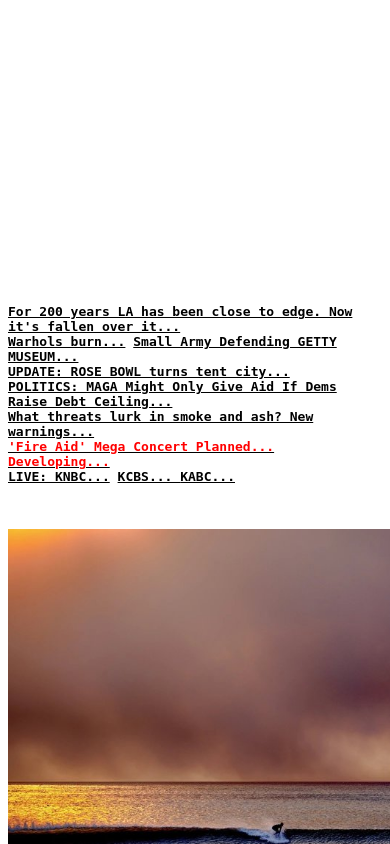 For 200 years LA has been close to edge. Now
it's fallen over it...
Warhols burn... Small Army Defending GETTY
MUSEUM...
UPDATE: ROSE BOWL turns tent city...
POLITICS: MAGA Might Only Give Aid If Dems
Raise Debt Ceiling...
What threats lurk in smoke and ash? New
warnings...
'Fire Aid' Mega Concert Planned...
Developing...
LIVE: KNBC... KCBS... KABC...